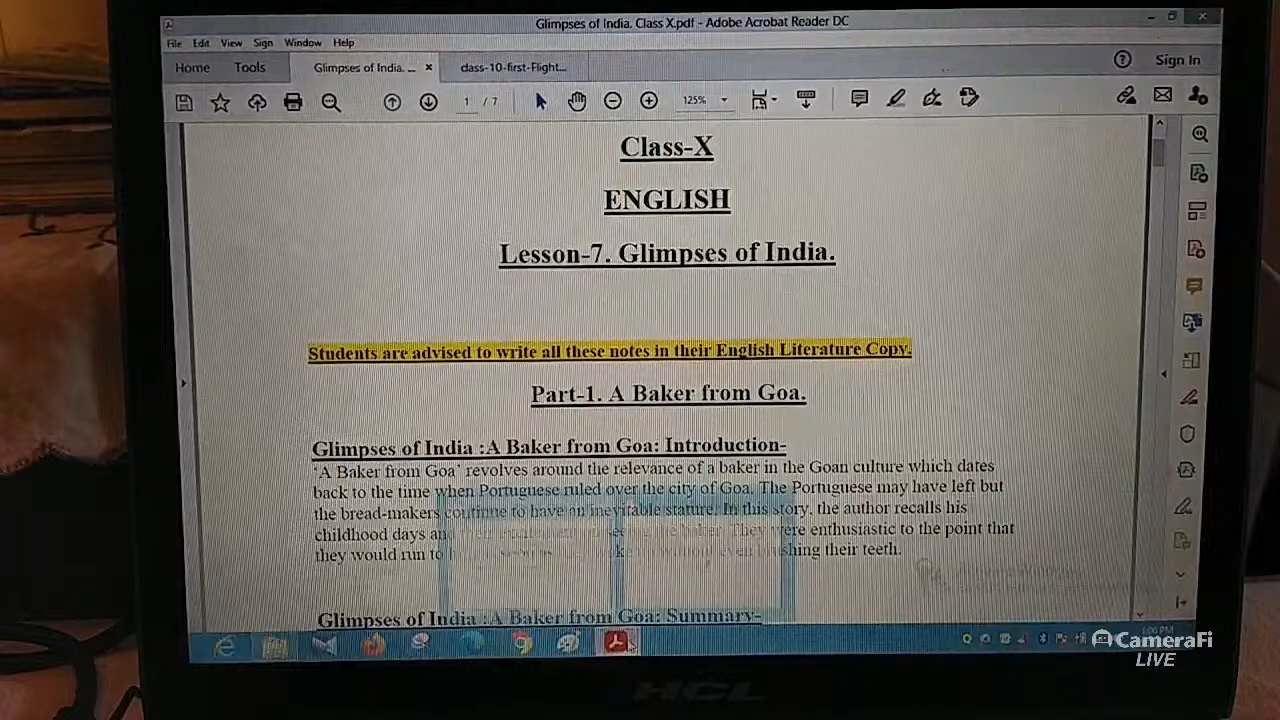 Glimpses of India. Class X.pdf - Adobe Acrobat Reader DC
File Edit View Sign Window Help
Home Tools Glimpses of India. ... × class-10-first-Flight... Sign In
1 / 7 125%
Class-X
ENGLISH
Lesson-7. Glimpses of India.
Students are advised to write all these notes in their English Literature Copy.
Part-1. A Baker from Goa.
Glimpses of India :A Baker from Goa: Introduction-
'A Baker from Goa' revolves around the relevance of a baker in the Goan culture which dates
back to the time when Portuguese ruled over the city of Goa. The Portuguese may have left but
the bread-makers continue to have an inevitable stature. In this story, the author recalls his
childhood days and the baker. They were enthusiastic to the point that
they would run to without even brushing their teeth.
Glimpses of India :A Baker from Goa: Summary-
1:06 PM
CameraFi
LIVE
HCL